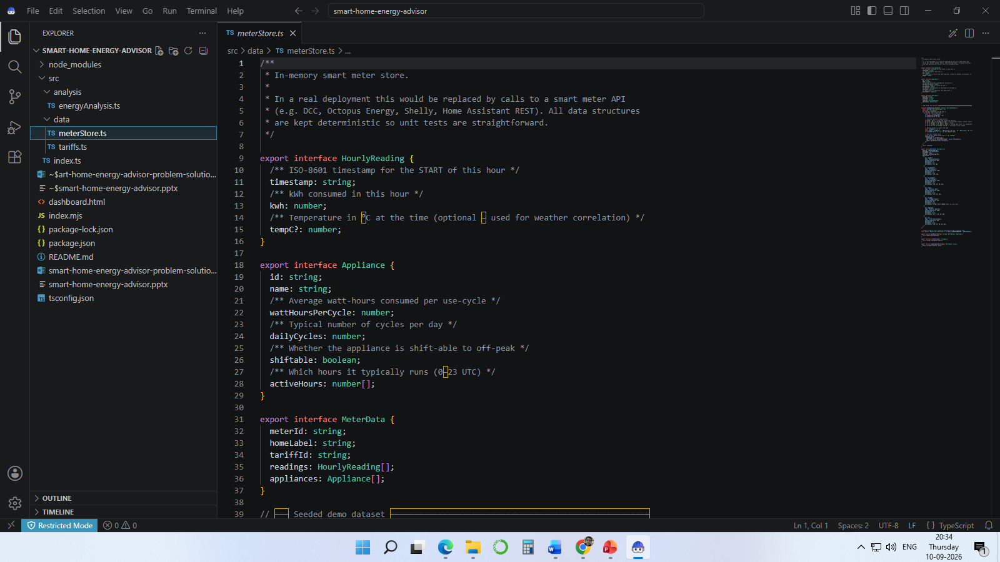 File Edit Selection View Go Run Terminal Help
smart-home-energy-advisor
EXPLORER
SMART-HOME-ENERGY-ADVISOR
node_modules
src
analysis
TS energyAnalysis.ts
data
TS meterStore.ts
TS tariffs.ts
TS index.ts
~$art-home-energy-advisor-problem-solutio...
~$smart-home-energy-advisor.pptx
dashboard.html
JS index.mjs
package-lock.json
package.json
README.md
smart-home-energy-advisor-problem-solutio...
smart-home-energy-advisor.pptx
tsconfig.json
OUTLINE
TIMELINE
TS meterStore.ts
src > data > TS meterStore.ts > ...
1 /**
2 * In-memory smart meter store.
3 *
4 * In a real deployment this would be replaced by calls to a smart meter API
5 * (e.g. DCC, Octopus Energy, Shelly, Home Assistant REST). All data structures
6 * are kept deterministic so unit tests are straightforward.
7 */
8
9 export interface HourlyReading {
10 /** ISO-8601 timestamp for the START of this hour */
11 timestamp: string;
12 /** kWh consumed in this hour */
13 kwh: number;
14 /** Temperature in °C at the time (optional – used for weather correlation) */
15 tempC?: number;
16 }
17
18 export interface Appliance {
19 id: string;
20 name: string;
21 /** Average watt-hours consumed per use-cycle */
22 wattHoursPerCycle: number;
23 /** Typical number of cycles per day */
24 dailyCycles: number;
25 /** Whether the appliance is shift-able to off-peak */
26 shiftable: boolean;
27 /** Which hours it typically runs (0–23 UTC) */
28 activeHours: number[];
29 }
30
31 export interface MeterData {
32 meterId: string;
33 homeLabel: string;
34 tariffId: string;
35 readings: HourlyReading[];
36 appliances: Appliance[];
37 }
38
39 // ─── Seeded demo dataset ──────────────────────────────────────────────────────
Restricted Mode 0 0
Ln 1, Col 1 Spaces: 2 UTF-8 LF { } TypeScript
ENG
20:34
Thursday
10-09-2026
1